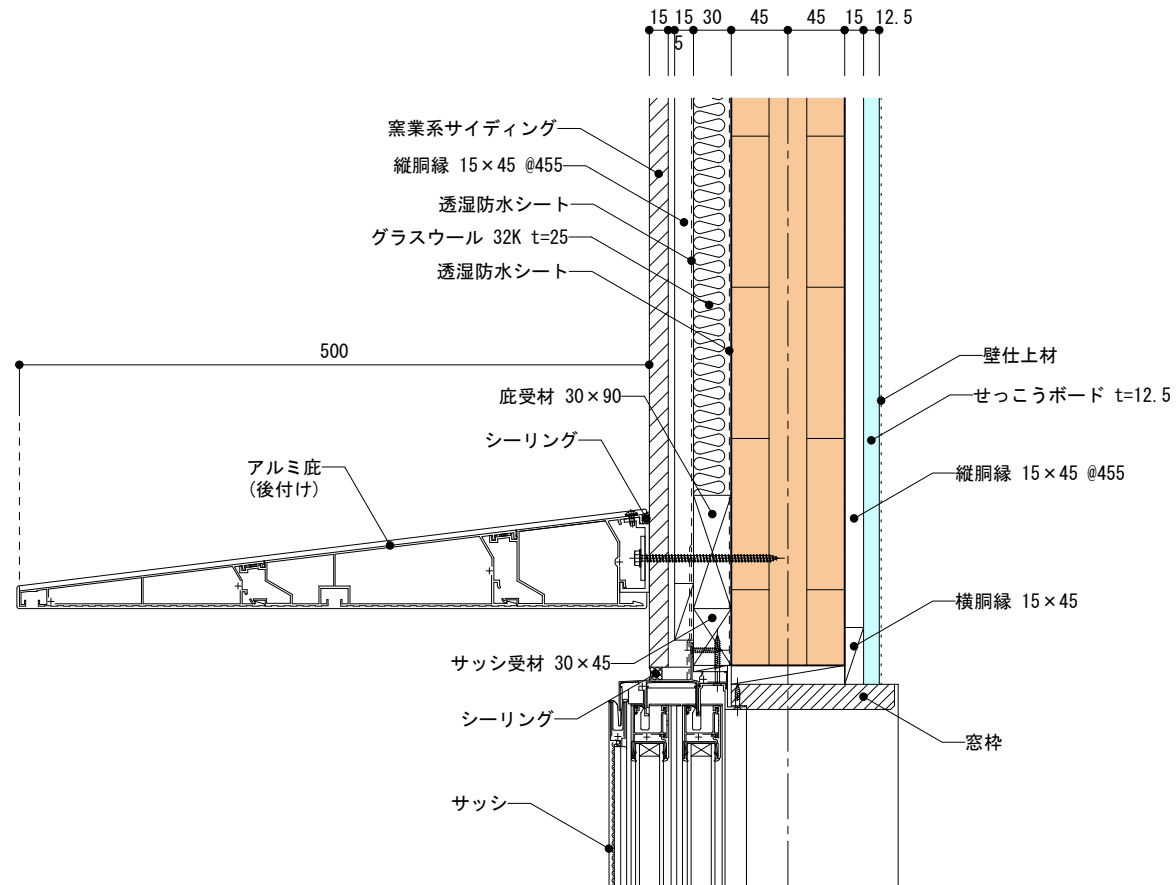 15 15 30 45 45 15 12.5
5
窯業系サイディング
縦胴縁 15×45 @455
透湿防水シート
グラスウール 32K t=25
透湿防水シート
500
壁仕上材
庇受材 30×90
せっこうボード t=12.5
シーリング
アルミ庇
(後付け)
縦胴縁 15×45 @455
横胴縁 15×45
サッシ受材 30×45
シーリング
窓枠
サッシ